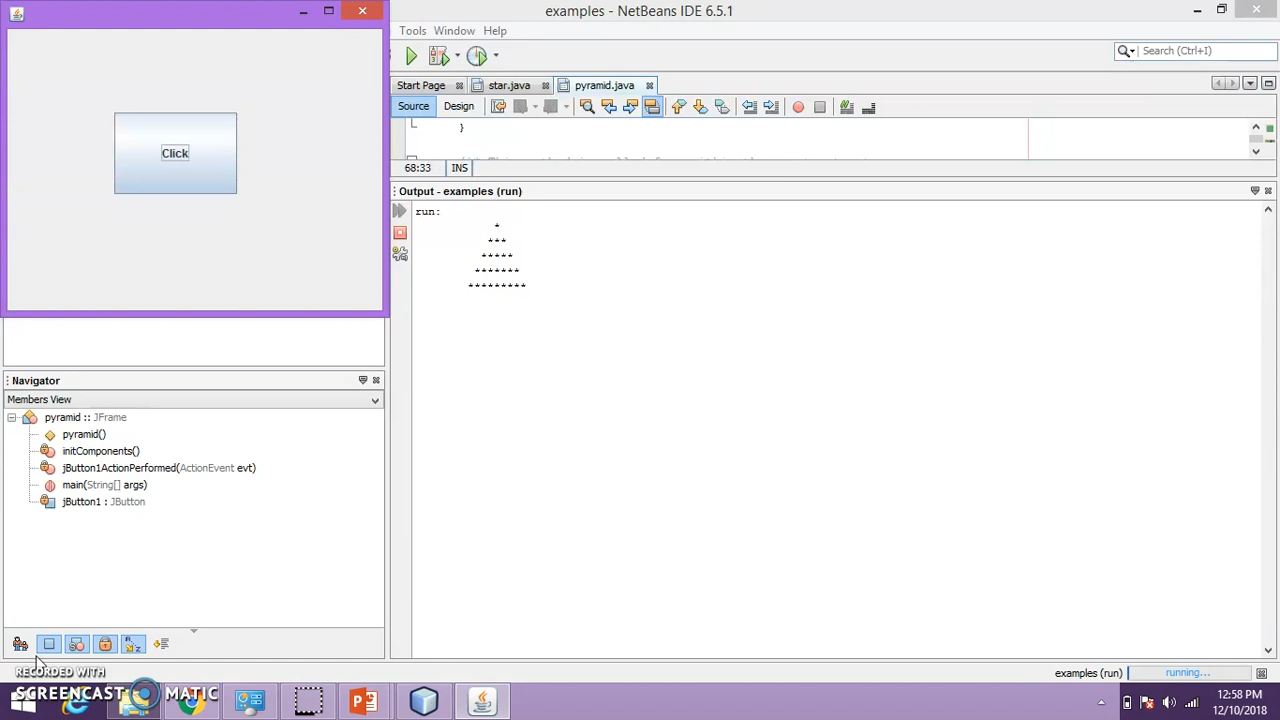 examples - NetBeans IDE 6.5.1
Tools Window Help
Search (Ctrl+I)
Start Page star.java pyramid.java
Source Design
}
68:33 INS
Click
Output - examples (run)
run:
*
***
*****
*******
*********
Navigator
Members View
pyramid :: JFrame
pyramid()
initComponents()
jButton1ActionPerformed(ActionEvent evt)
main(String[] args)
jButton1 : JButton
RECORDED WITH
SCREENCAST MATIC
examples (run) running...
12:58 PM
12/10/2018